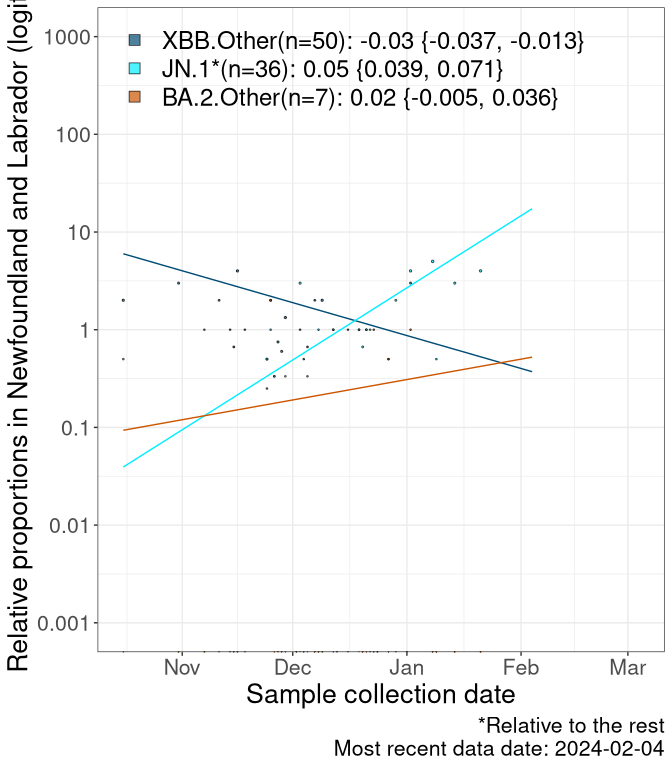 XBB.Other(n=50): -0.03 {-0.037, -0.013}
JN.1*(n=36): 0.05 {0.039, 0.071}
BA.2.Other(n=7): 0.02 {-0.005, 0.036}
Relative proportions in Newfoundland and Labrador
1000
100
10
1
0.1
0.01
0.001
Nov Dec Jan Feb Mar
Sample collection date
*Relative to the rest
Most recent data date: 2024-02-04